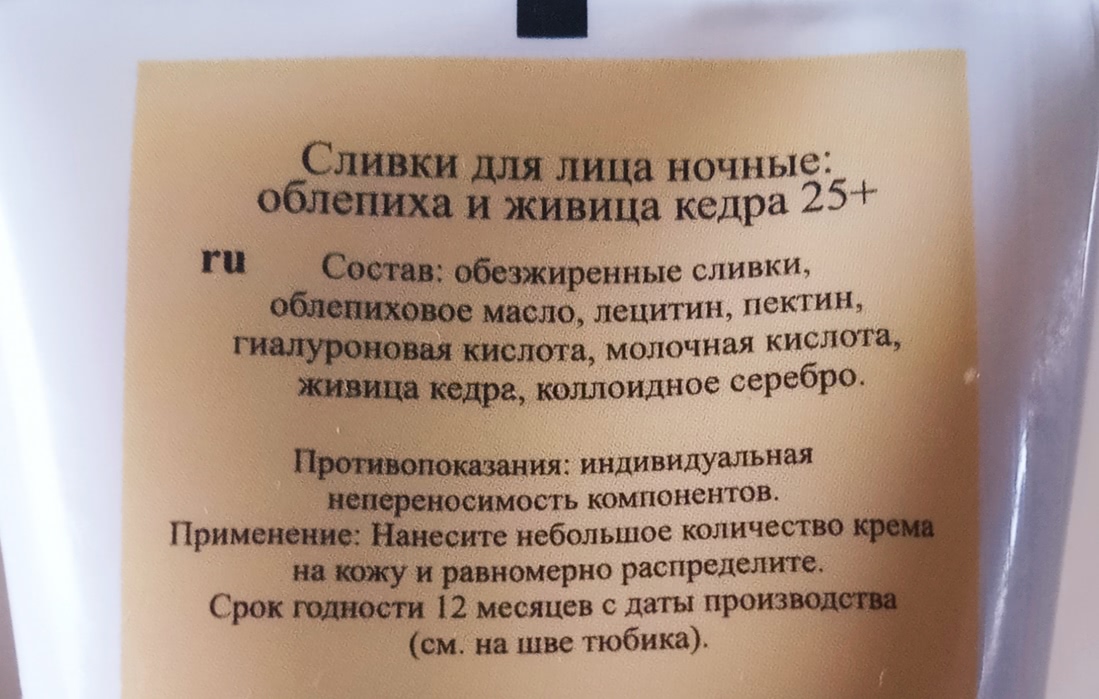 Сливки для лица ночные:
облепиха и живица кедра 25+
ru Состав: обезжиренные сливки,
облепиховое масло, лецитин, пектин,
гиалуроновая кислота, молочная кислота,
живица кедра, коллоидное серебро.
Противопоказания: индивидуальная
непереносимость компонентов.
Применение: Нанесите небольшое количество крема
на кожу и равномерно распределите.
Срок годности 12 месяцев с даты производства
(см. на шве тюбика).